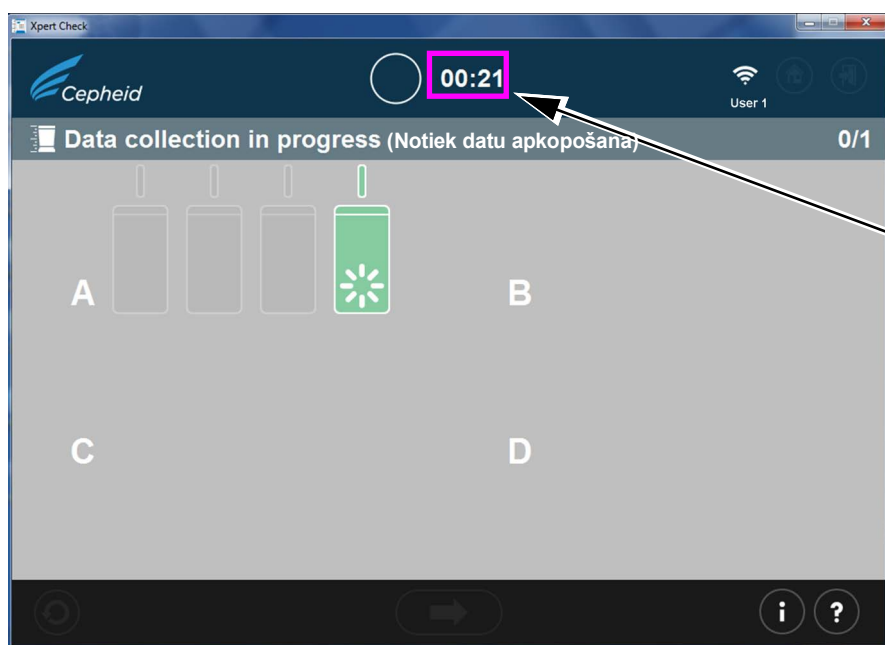 Xpert Check
Cepheid
00:21
User 1
Data collection in progress (Notiek datu apkopošana)
0/1
A
B
C
D
i
?